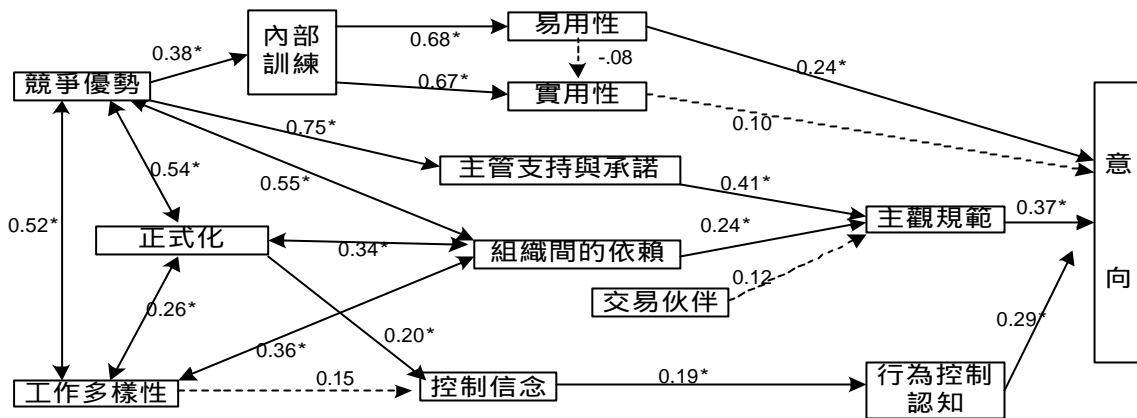 易用性
0.38*
內部
訓練
0.68*
-.08
競爭優勢
0.67*
實用性
0.24*
0.10
0.75*
0.54*
0.55*
主管支持與承諾
0.41*
意
向
0.52*
正式化
0.34*
組織間的依賴
0.24*
主觀規範
0.37*
0.12
交易伙伴
0.26*
0.36*
0.20*
0.29*
工作多樣性
0.15
控制信念
0.19*
行為控制
認知